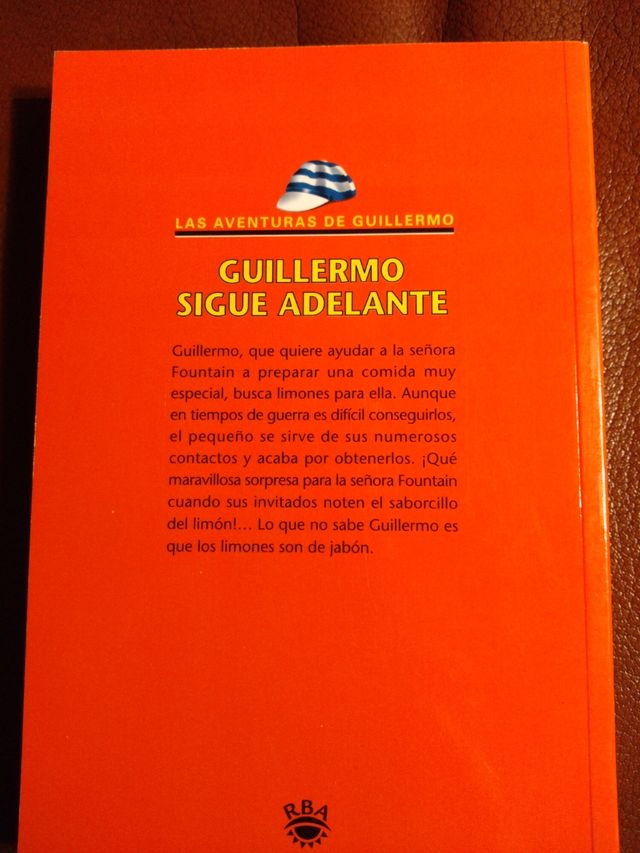 LAS AVENTURAS DE GUILLERMO
GUILLERMO
SIGUE ADELANTE
Guillermo, que quiere ayudar a la señora
Fountain a preparar una comida muy
especial, busca limones para ella. Aunque
en tiempos de guerra es difícil conseguirlos,
el pequeño se sirve de sus numerosos
contactos y acaba por obtenerlos. ¡Qué
maravillosa sorpresa para la señora Fountain
cuando sus invitados noten el saborcillo
del limón!... Lo que no sabe Guillermo es
que los limones son de jabón.
RBA